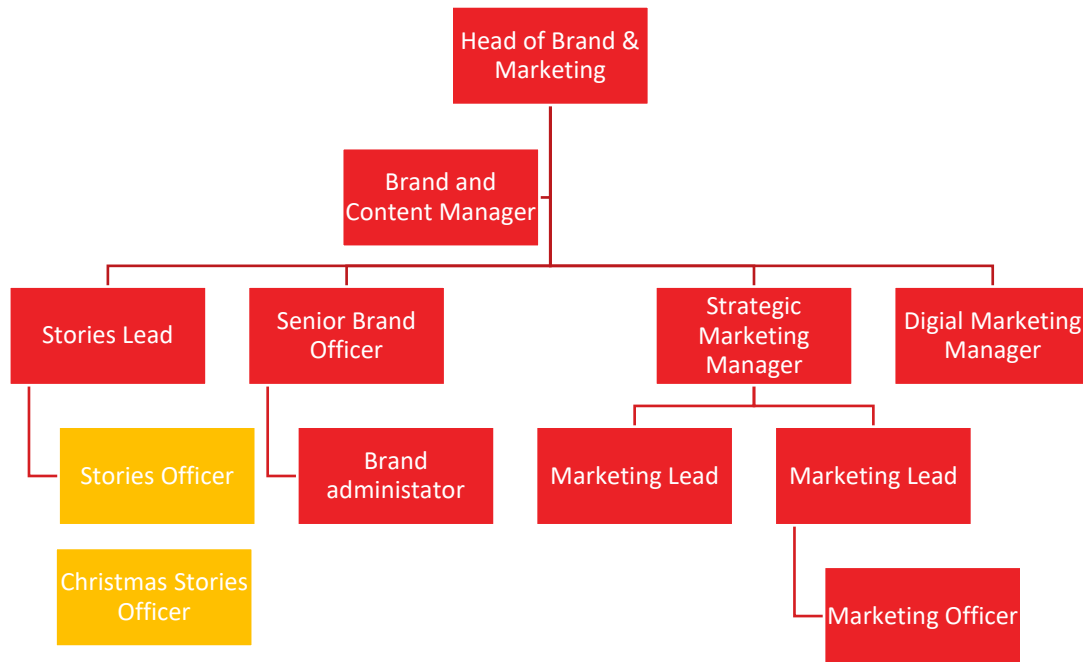 Head of Brand &
Marketing
Brand and
Content Manager
Stories Lead
Senior Brand
Officer
Strategic
Marketing
Manager
Digial Marketing
Manager
Stories Officer
Brand
administator
Marketing Lead
Marketing Lead
Christmas Stories
Officer
Marketing Officer